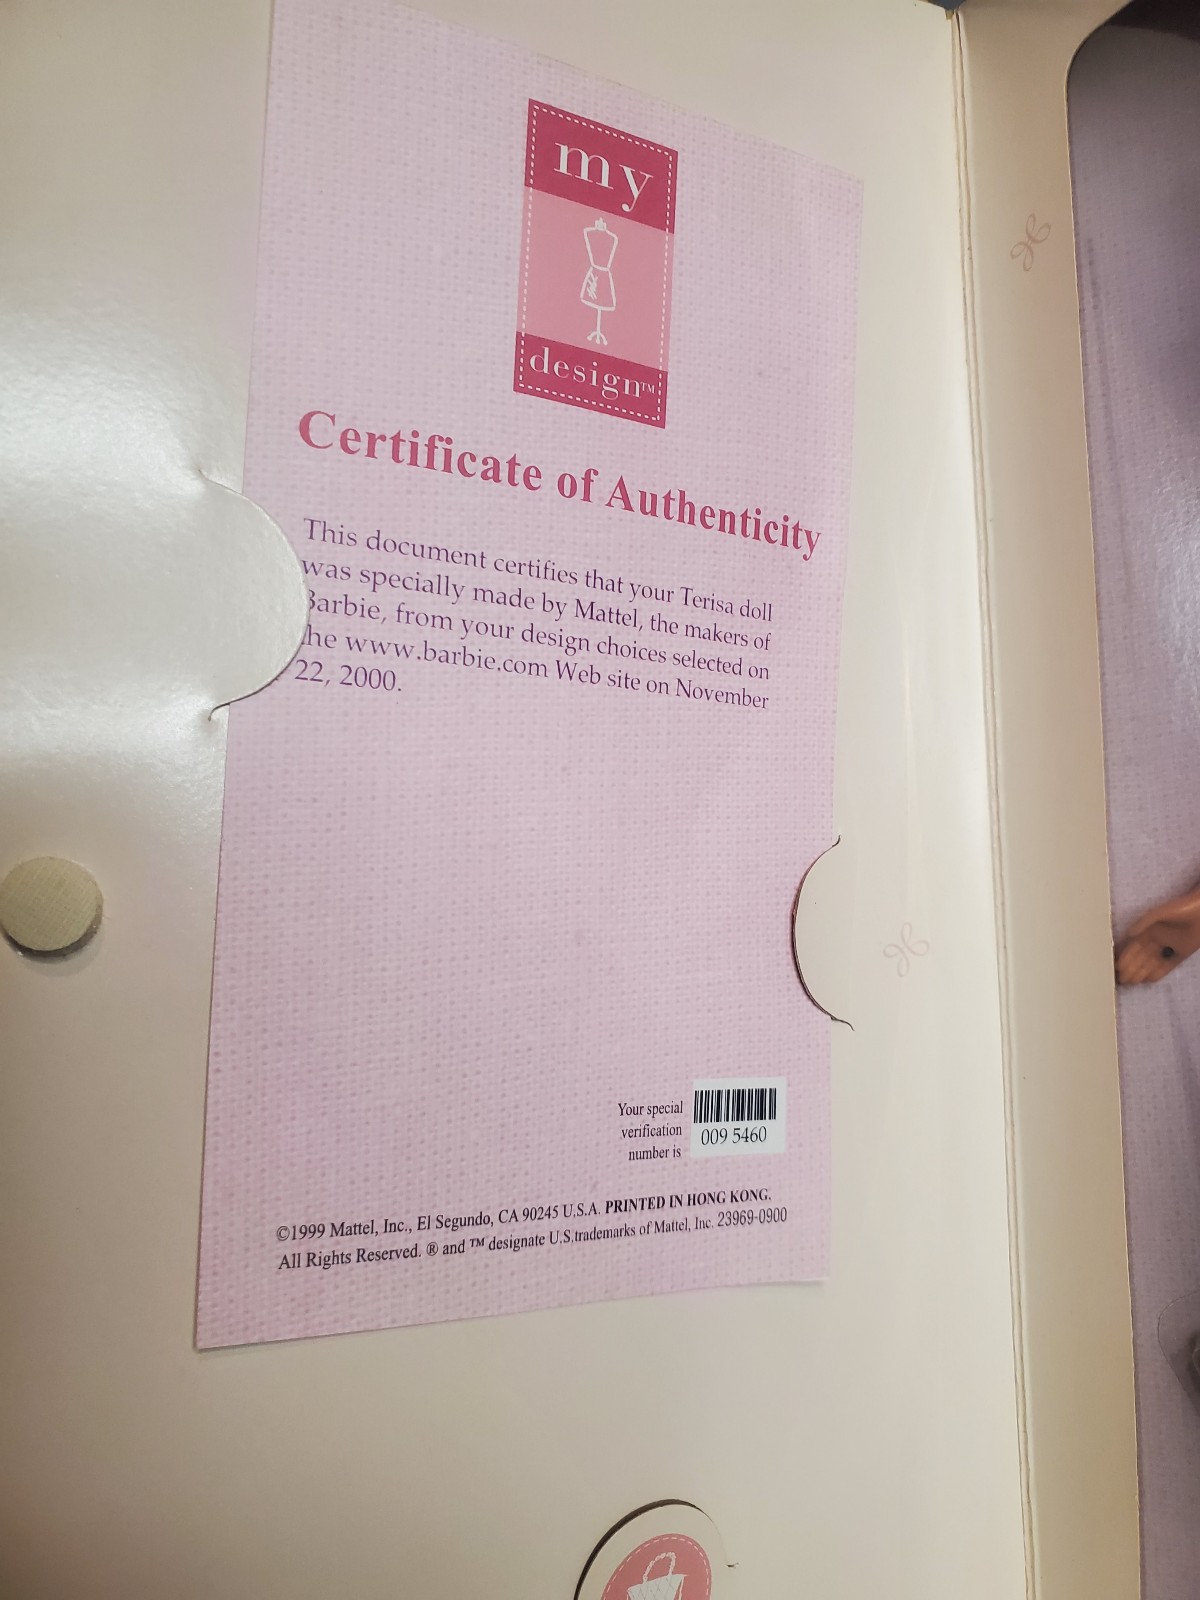 my
design™
Certificate of Authenticity
This document certifies that your Terisa doll
was specially made by Mattel, the makers of
Barbie, from your design choices selected on
the www.barbie.com Web site on November
22, 2000.
Your special
verification
number is
009 5460
©1999 Mattel, Inc., El Segundo, CA 90245 U.S.A. PRINTED IN HONG KONG.
All Rights Reserved. ® and ™ designate U.S.trademarks of Mattel, Inc. 23969-0900